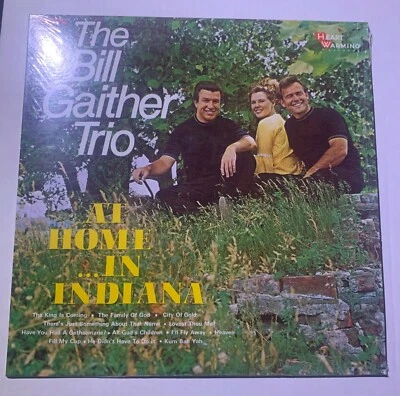 The
Bill
Gaither
Trio
HEART
WARMING
AT
HOME
...IN
INDIANA
The King Is Coming • The Family Of God • City Of Gold
There's Just Something About That Name • Lovest Thou Me?
Have You Had A Gethsemane? • All God's Children • I'll Fly Away • Heaven
Fill My Cup • He Didn't Have To Do It • Kum Bah Yah